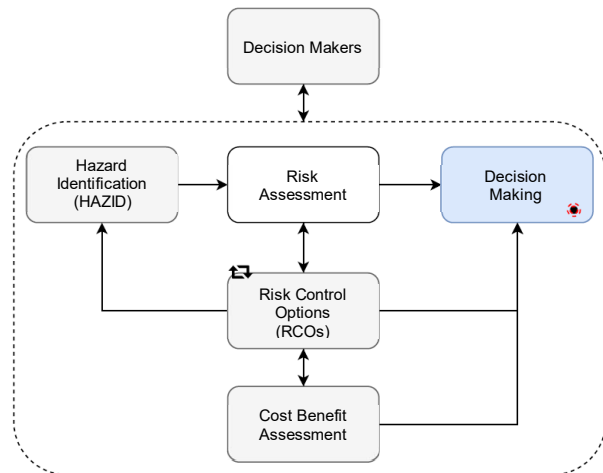 Decision Makers
Hazard
Identification
(HAZID)
Risk
Assessment
Decision
Making
Risk Control
Options
(RCOs)
Cost Benefit
Assessment